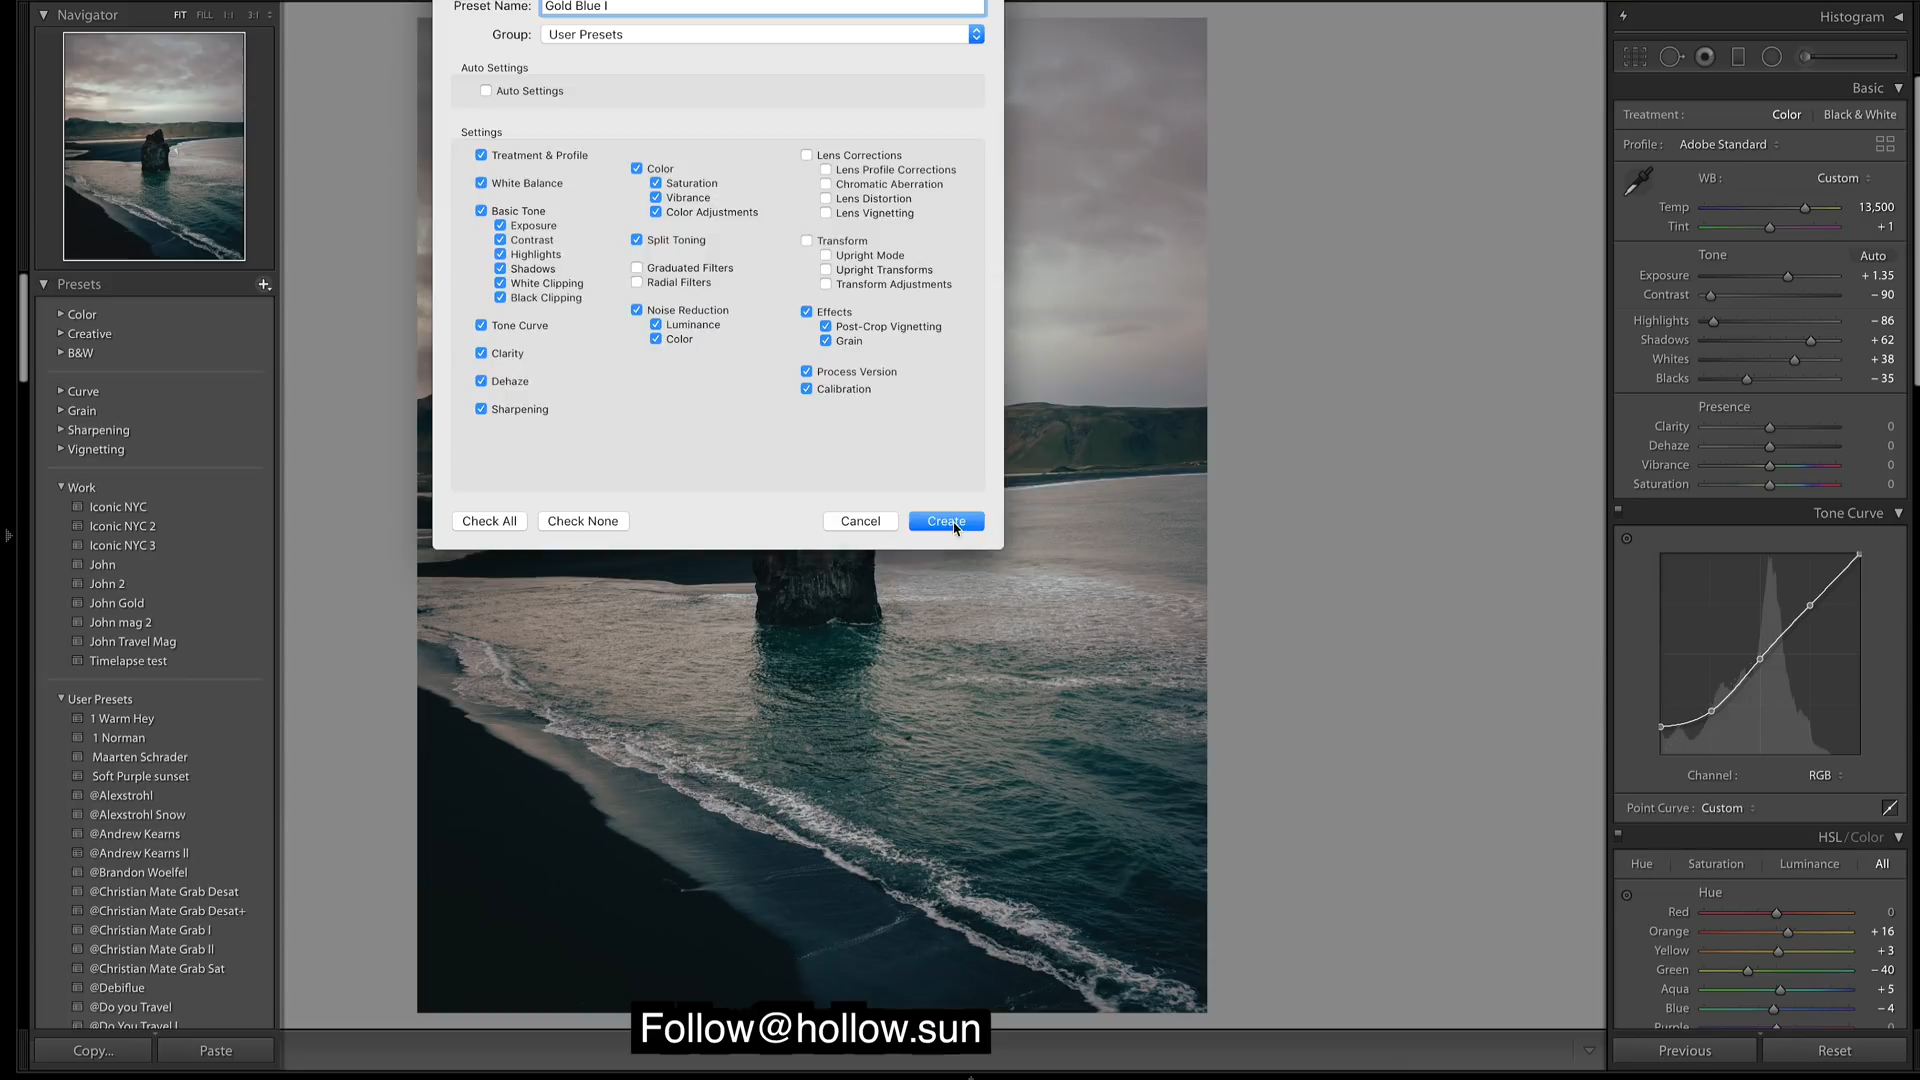 Navigator
FIT FILL 1:1 3:1
Presets
Color
Creative
B&W
Curve
Grain
Sharpening
Vignetting
Work
Iconic NYC
Iconic NYC 2
Iconic NYC 3
John
John 2
John Gold
John mag 2
John Travel Mag
Timelapse test
User Presets
1 Warm Hey
1 Norman
Maarten Schrader
Soft Purple sunset
@Alexstrohl
@Alexstrohl Snow
@Andrew Kearns
@Andrew Kearns II
@Brandon Woelfel
@Christian Mate Grab Desat
@Christian Mate Grab Desat+
@Christian Mate Grab I
@Christian Mate Grab II
@Christian Mate Grab Sat
@Debiflue
@Do you Travel
@Do You Travel I
Copy... Paste
Preset Name: Gold Blue I
Group: User Presets
Auto Settings
Auto Settings
Settings
Treatment & Profile
White Balance
Basic Tone
Exposure
Contrast
Highlights
Shadows
White Clipping
Black Clipping
Tone Curve
Clarity
Dehaze
Sharpening
Color
Saturation
Vibrance
Color Adjustments
Split Toning
Graduated Filters
Radial Filters
Noise Reduction
Luminance
Color
Lens Corrections
Lens Profile Corrections
Chromatic Aberration
Lens Distortion
Lens Vignetting
Transform
Upright Mode
Upright Transforms
Transform Adjustments
Effects
Post-Crop Vignetting
Grain
Process Version
Calibration
Check All Check None Cancel Create
Follow@hollow.sun
Histogram
Basic
Treatment : Color Black & White
Profile : Adobe Standard
WB : Custom
Temp 13,500
Tint + 1
Tone Auto
Exposure + 1.35
Contrast − 90
Highlights − 86
Shadows + 62
Whites + 38
Blacks − 35
Presence
Clarity 0
Dehaze 0
Vibrance 0
Saturation 0
Tone Curve
Channel : RGB
Point Curve : Custom
HSL / Color
Hue Saturation Luminance All
Hue
Red 0
Orange + 16
Yellow + 3
Green − 40
Aqua + 5
Blue − 4
Purple
Previous Reset